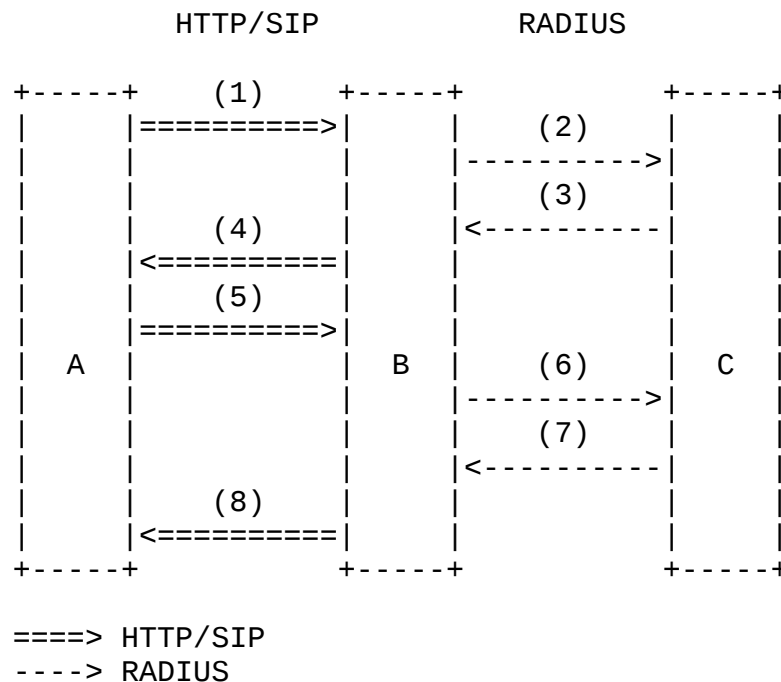 HTTP/SIP RADIUS
+-----+ (1) +-----+ +-----+
| |==========>| | (2) | |
| | | |---------->| |
| | | | (3) | |
| | (4) | |<----------| |
| |<==========| | | |
| | (5) | | | |
| |==========>| | | |
| A | | B | (6) | C |
| | | |---------->| |
| | | | (7) | |
| | | |<----------| |
| | (8) | | | |
| |<==========| | | |
+-----+ +-----+ +-----+
====> HTTP/SIP
----> RADIUS